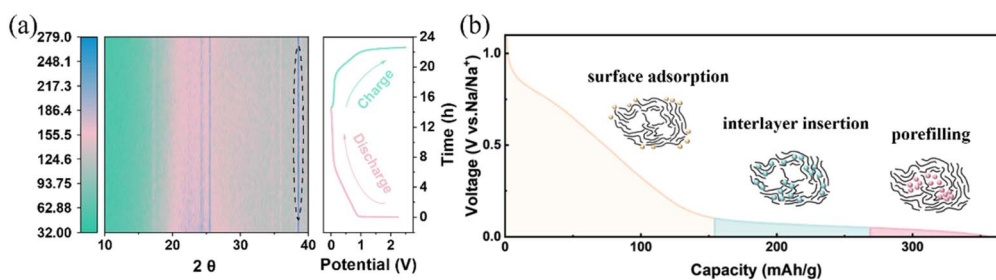 (a)
279.0
248.1
217.3
186.4
155.5
124.6
93.75
62.88
32.00
10
20
30
40
2 θ
Charge
Discharge
0
1
2
Potential (V)
24
20
16
12
8
4
0
Time (h)
(b)
1.0
0.5
0.0
Voltage (V vs.Na/Na⁺)
surface adsorption
interlayer insertion
porefilling
0
100
200
300
Capacity (mAh/g)